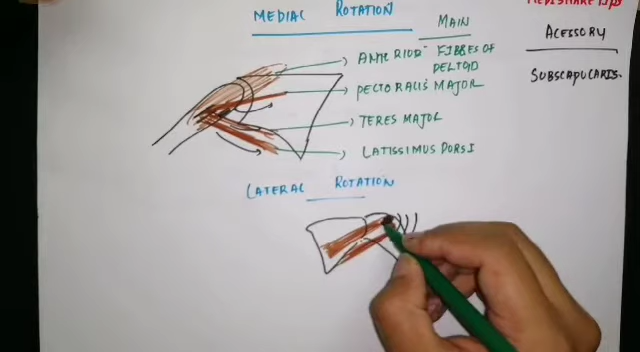 MEDIAL ROTATION
MAIN
ANTERIOR FIBRES OF
DELTOID
PECTORALIS MAJOR
TERES MAJOR
LATISSIMUS DORSI
ACESSORY
SUBSCAPULARIS.
LATERAL ROTATION